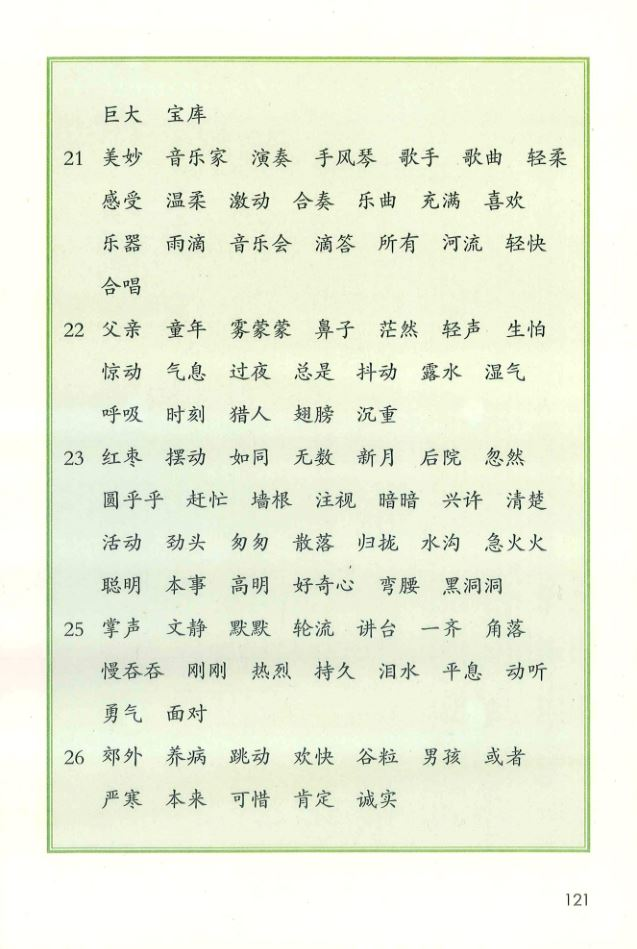 巨大 宝库
21 美妙 音乐家 演奏 手风琴 歌手 歌曲 轻柔
感受 温柔 激动 合奏 乐曲 充满 喜欢
乐器 雨滴 音乐会 滴答 所有 河流 轻快
合唱
22 父亲 童年 雾蒙蒙 鼻子 茫然 轻声 生怕
惊动 气息 过夜 总是 抖动 露水 湿气
呼吸 时刻 猎人 翅膀 沉重
23 红枣 摆动 如同 无数 新月 后院 忽然
圆乎乎 赶忙 墙根 注视 暗暗 兴许 清楚
活动 劲头 匆匆 散落 归拢 水沟 急火火
聪明 本事 高明 好奇心 弯腰 黑洞洞
25 掌声 文静 默默 轮流 讲台 一齐 角落
慢吞吞 刚刚 热烈 持久 泪水 平息 动听
勇气 面对
26 郊外 养病 跳动 欢快 谷粒 男孩 或者
严寒 本来 可惜 肯定 诚实
121